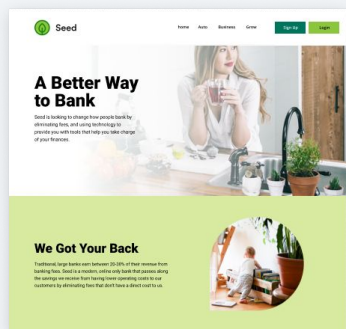 Seed
home Auto Business Grow Sign Up Login
A Better Way
to Bank
Seed is looking to change how people bank by
eliminating fees, and using technology to
provide you with tools that help you take charge
of your finances.
We Got Your Back
Traditional, large banks earn between 20-38% of their revenue from
banking fees. Seed is a modern, online only bank that passes along
the savings we receive from having lower operating costs to our
customers by eliminating fees that don't have a direct cost to us.